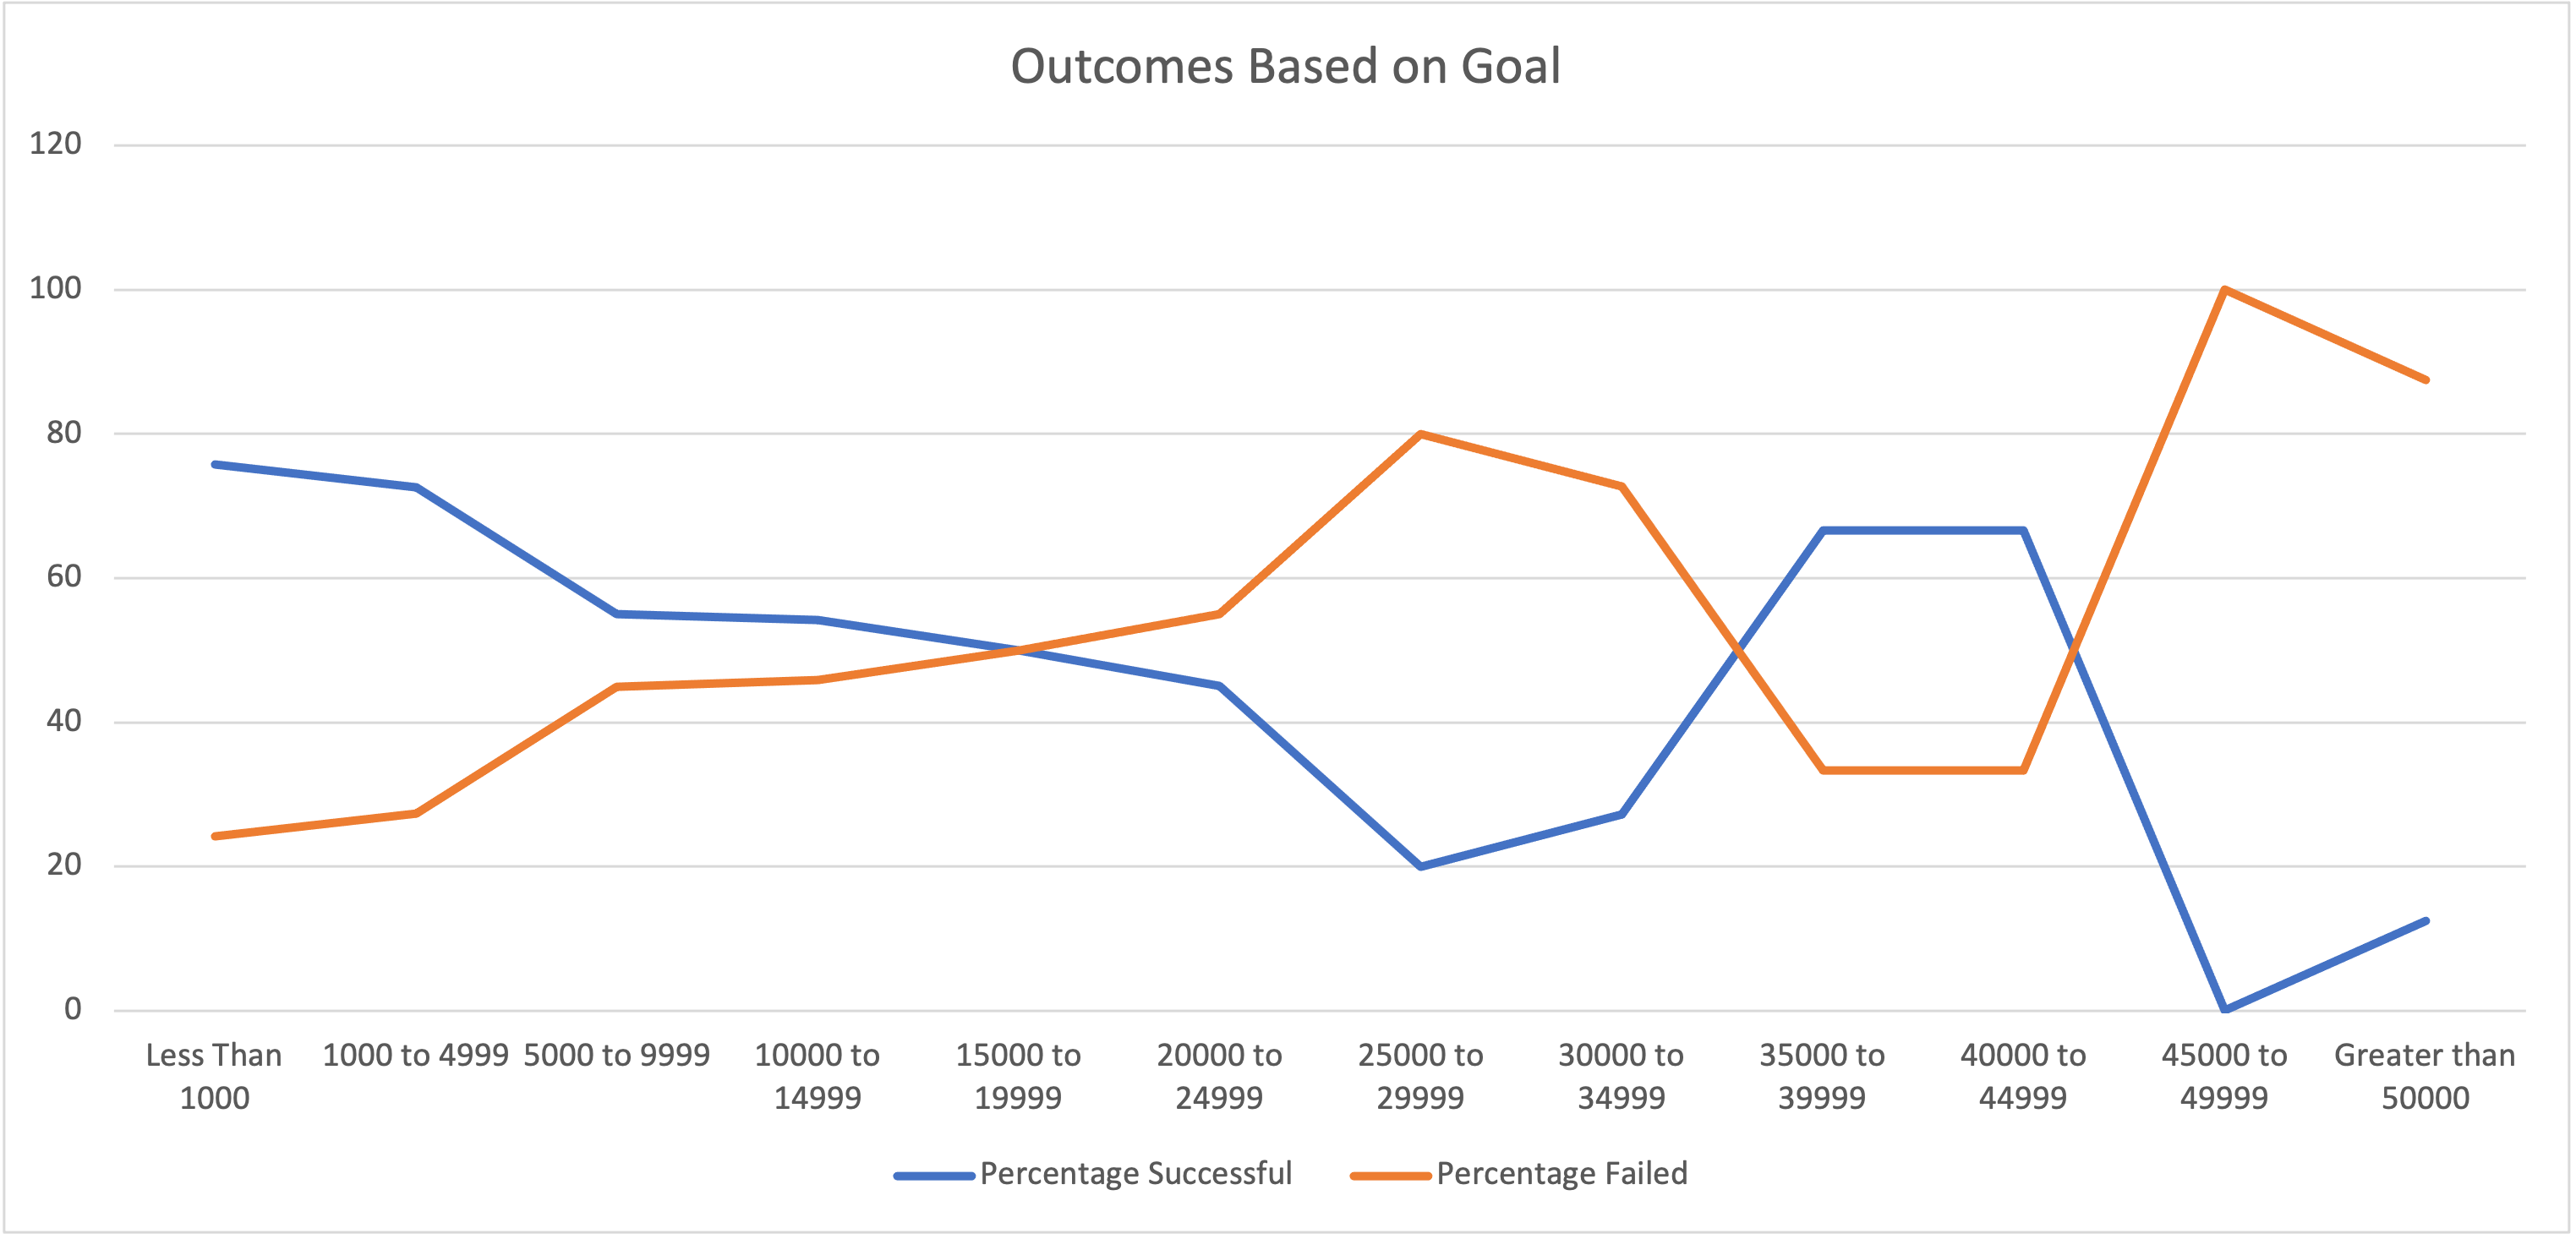 Outcomes Based on Goal
120
100
80
60
40
20
0
Less Than 1000 to 4999 5000 to 9999 10000 to 15000 to 20000 to 25000 to 30000 to 35000 to 40000 to 45000 to Greater than
1000 14999 19999 24999 29999 34999 39999 44999 49999 50000
Percentage Successful Percentage Failed